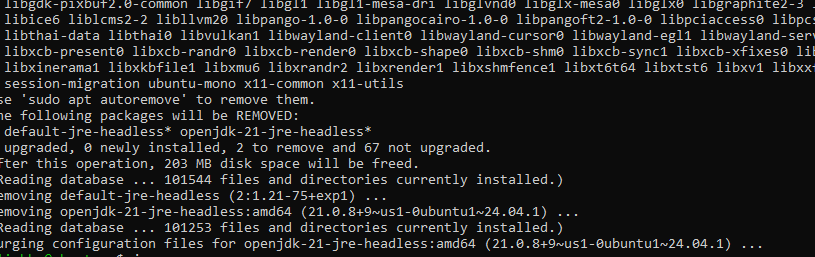 libgdk-pixbuf2.0-common libgif7 libgl1 libgl1-mesa-dri libglvnd0 libglx-mesa0 libglx0 libgraphite2-3
libice6 liblcms2-2 libllvm20 libpango-1.0-0 libpangocairo-1.0-0 libpangoft2-1.0-0 libpciaccess0 libpcs
libthai-data libthai0 libvulkan1 libwayland-client0 libwayland-cursor0 libwayland-egl1 libwayland-serv
libxcb-present0 libxcb-randr0 libxcb-render0 libxcb-shape0 libxcb-shm0 libxcb-sync1 libxcb-xfixes0 lib
libxinerama1 libxkbfile1 libxmu6 libxrandr2 libxrender1 libxshmfence1 libxt6t64 libxtst6 libxv1 libxx
session-migration ubuntu-mono x11-common x11-utils
se 'sudo apt autoremove' to remove them.
he following packages will be REMOVED:
default-jre-headless* openjdk-21-jre-headless*
upgraded, 0 newly installed, 2 to remove and 67 not upgraded.
fter this operation, 203 MB disk space will be freed.
Reading database ... 101544 files and directories currently installed.)
emoving default-jre-headless (2:1.21-75+exp1) ...
emoving openjdk-21-jre-headless:amd64 (21.0.8+9~us1-0ubuntu1~24.04.1) ...
Reading database ... 101253 files and directories currently installed.)
urging configuration files for openjdk-21-jre-headless:amd64 (21.0.8+9~us1-0ubuntu1~24.04.1) ...